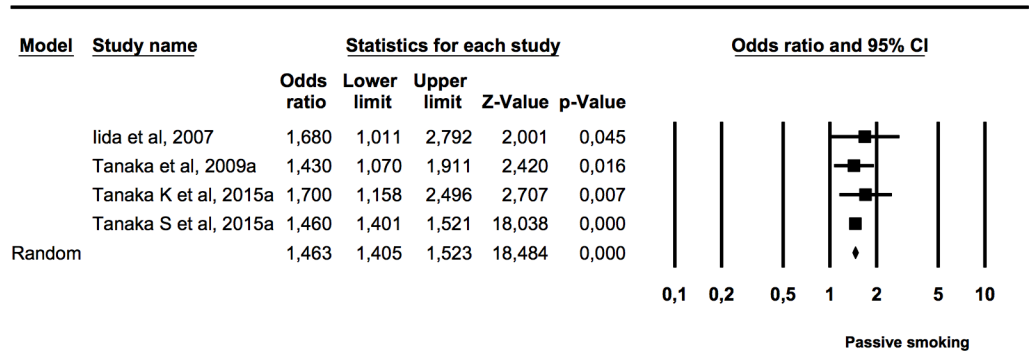 Model Study name Statistics for each study Odds ratio and 95% CI
Odds Lower Upper
ratio limit limit Z-Value p-Value
Iida et al, 2007 1,680 1,011 2,792 2,001 0,045
Tanaka et al, 2009a 1,430 1,070 1,911 2,420 0,016
Tanaka K et al, 2015a 1,700 1,158 2,496 2,707 0,007
Tanaka S et al, 2015a 1,460 1,401 1,521 18,038 0,000
Random 1,463 1,405 1,523 18,484 0,000
0,1 0,2 0,5 1 2 5 10
Passive smoking